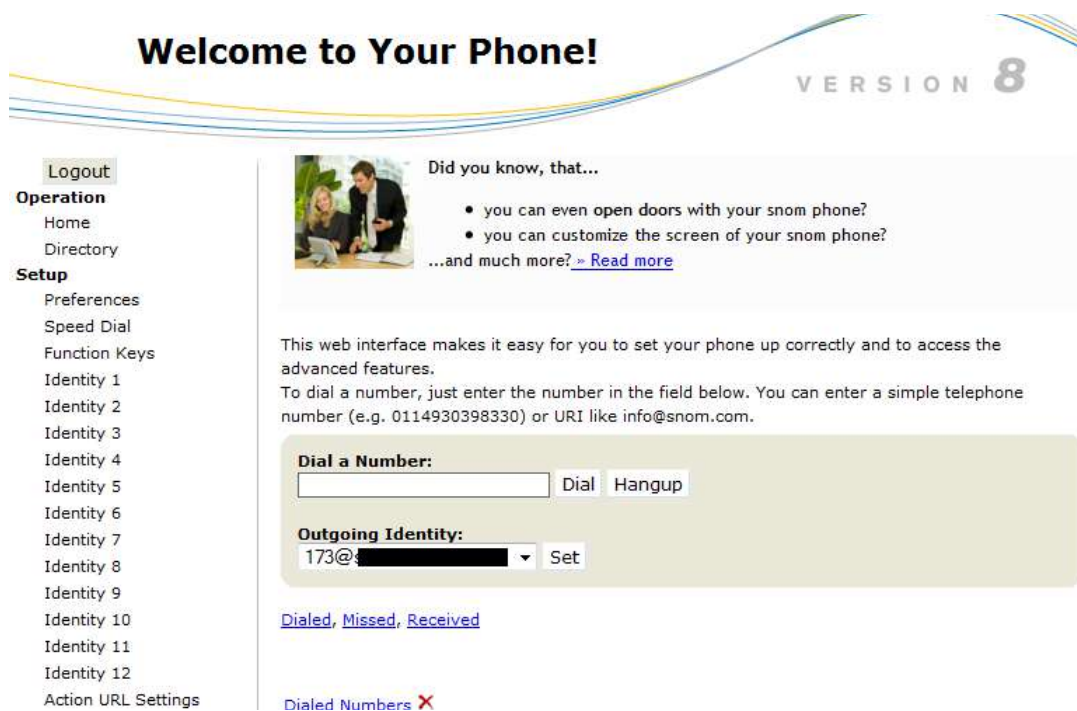 Welcome to Your Phone!
VERSION 8
Logout
Operation
Home
Directory
Setup
Preferences
Speed Dial
Function Keys
Identity 1
Identity 2
Identity 3
Identity 4
Identity 5
Identity 6
Identity 7
Identity 8
Identity 9
Identity 10
Identity 11
Identity 12
Action URL Settings
Did you know, that...
• you can even open doors with your snom phone?
• you can customize the screen of your snom phone?
...and much more? » Read more
This web interface makes it easy for you to set your phone up correctly and to access the
advanced features.
To dial a number, just enter the number in the field below. You can enter a simple telephone
number (e.g. 0114930398330) or URI like info@snom.com.
Dial a Number:
Dial Hangup
Outgoing Identity:
173@s Set
Dialed, Missed, Received
Dialed Numbers